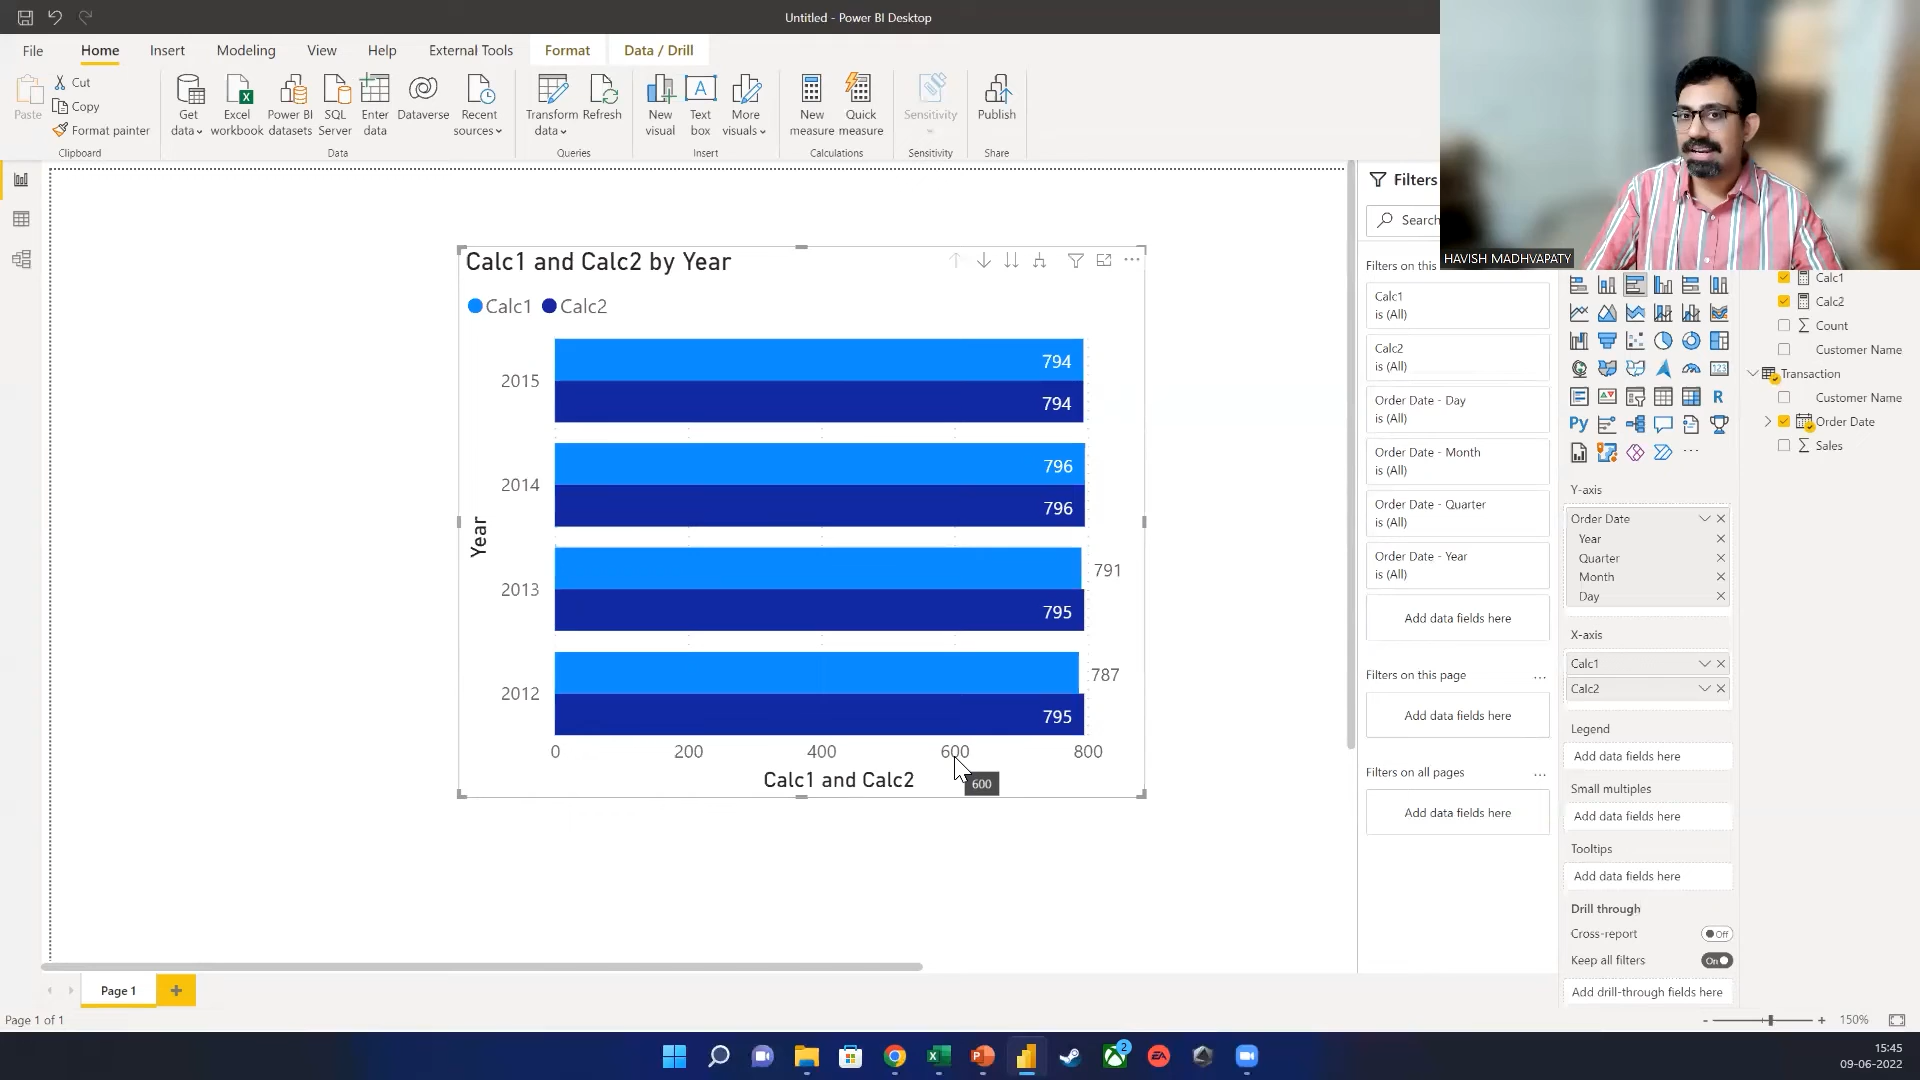 Untitled - Power BI Desktop
File Home Insert Modeling View Help External Tools Format Data / Drill
Paste
Cut
Copy
Format painter
Clipboard
Get data
Excel workbook
Power BI datasets
SQL Server
Enter data
Dataverse
Recent sources
Data
Transform data
Refresh
Queries
New visual
Text box
More visuals
Insert
New measure
Quick measure
Calculations
Sensitivity
Sensitivity
Publish
Share
HAVISH MADHVAPATY
Calc1 and Calc2 by Year
Calc1 Calc2
Year
2015
794
794
2014
796
796
2013
791
795
2012
787
795
0 200 400 600 800
600
Calc1 and Calc2
Filters
Search
Filters on this
Calc1
is (All)
Calc2
is (All)
Order Date - Day
is (All)
Order Date - Month
is (All)
Order Date - Quarter
is (All)
Order Date - Year
is (All)
Add data fields here
Filters on this page ...
Add data fields here
Filters on all pages ...
Add data fields here
123
R
Py
...
Y-axis
Order Date
Year
Quarter
Month
Day
X-axis
Calc1
Calc2
Legend
Add data fields here
Small multiples
Add data fields here
Tooltips
Add data fields here
Drill through
Cross-report Off
Keep all filters On
Add drill-through fields here
Calc1
Calc2
Count
Customer Name
Transaction
Customer Name
Order Date
Sales
Page 1
+
Page 1 of 1
- + 150%
2
EA
15:45
09-06-2022